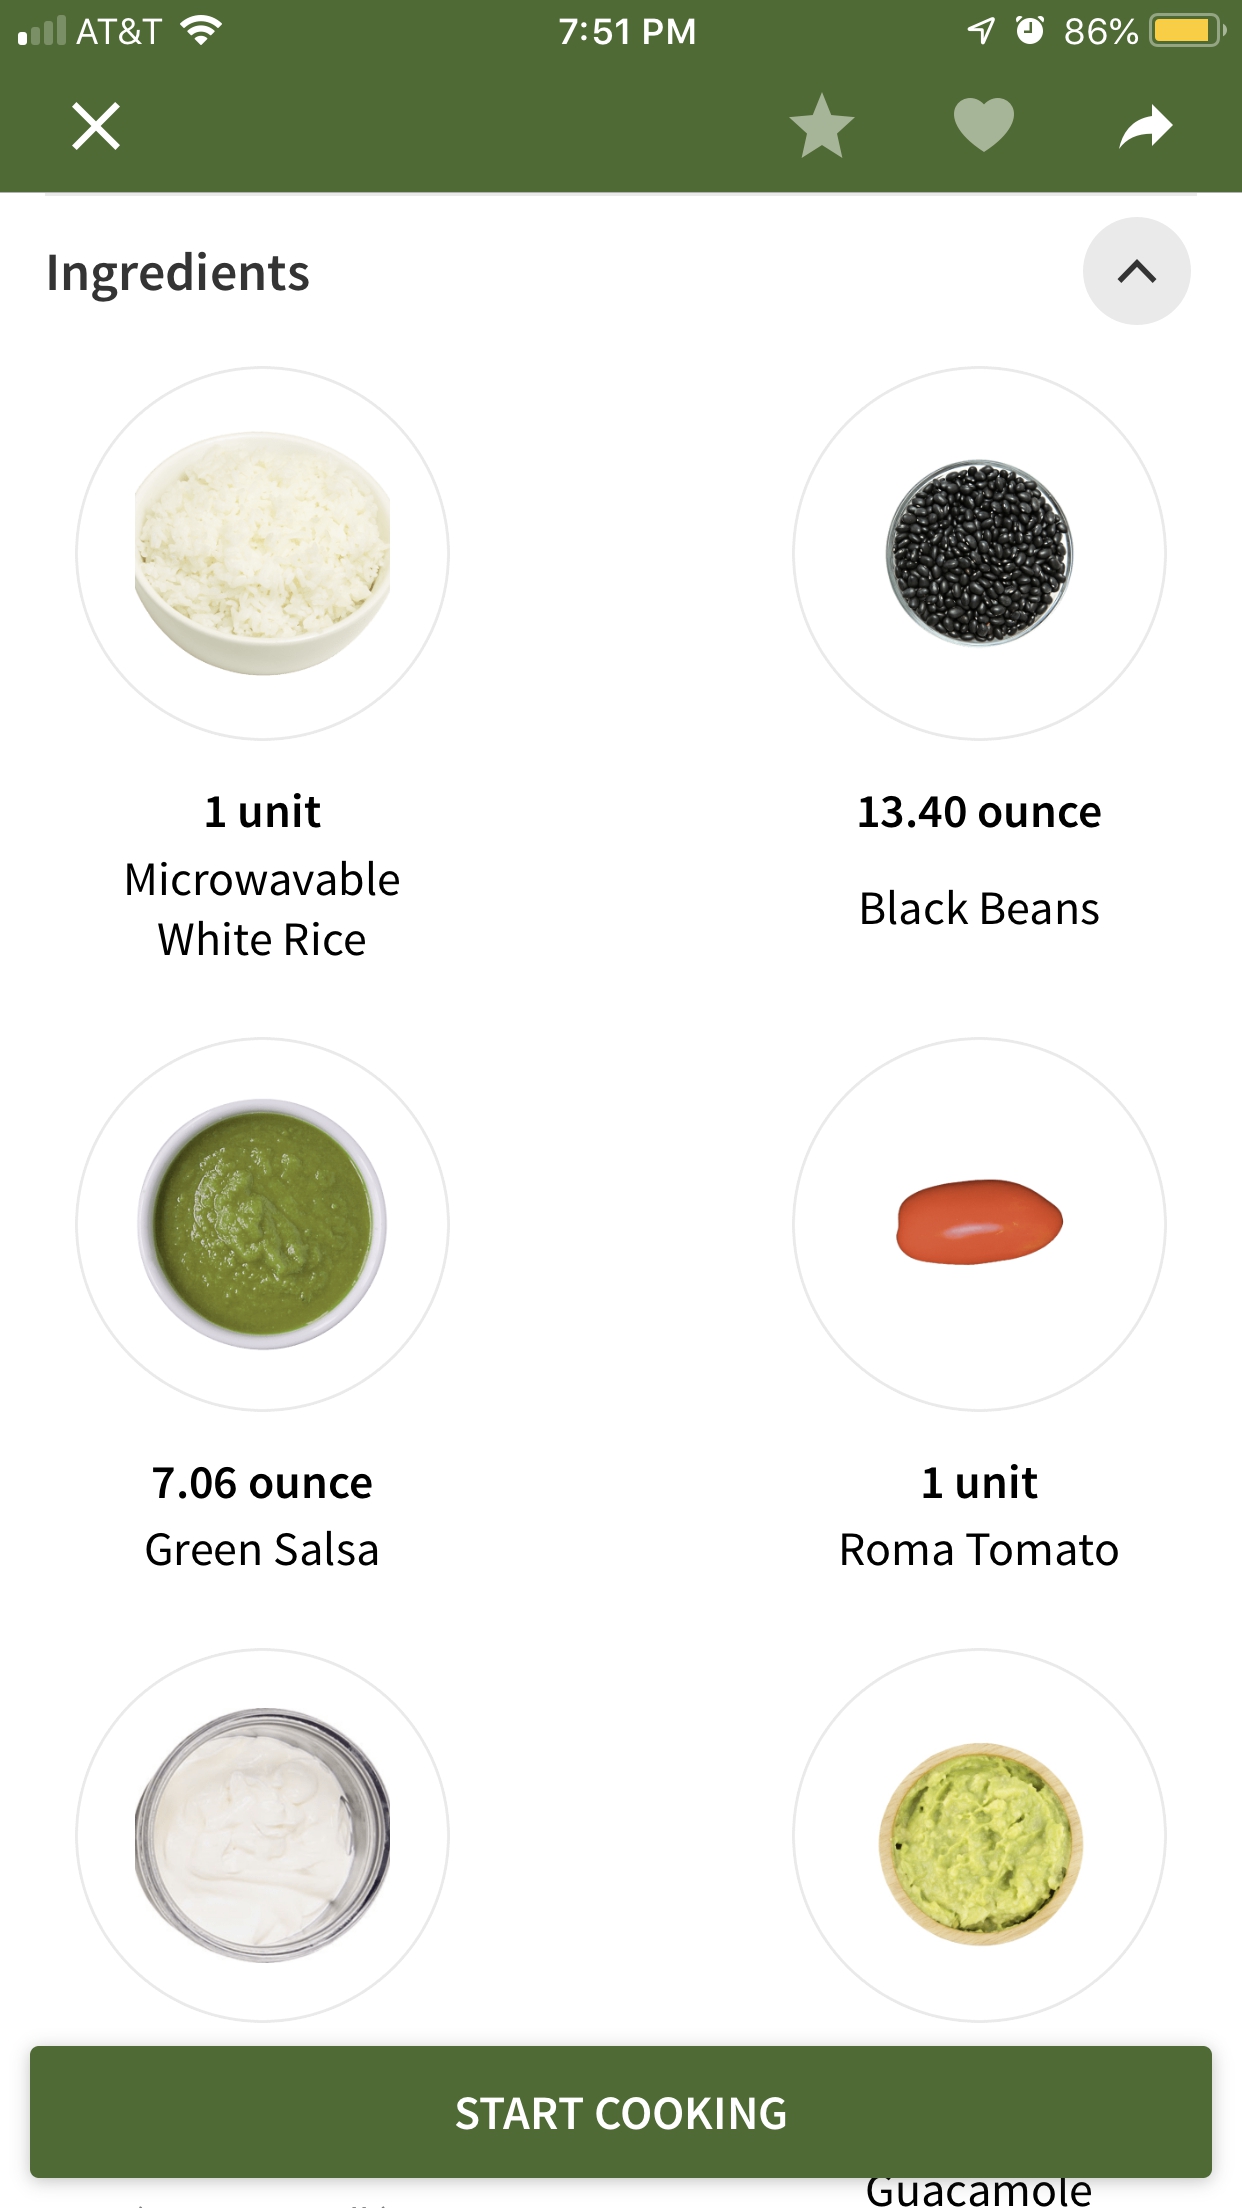 AT&T 7:51 PM 86%
Ingredients
1 unit
Microwavable
White Rice
13.40 ounce
Black Beans
7.06 ounce
Green Salsa
1 unit
Roma Tomato
START COOKING
Guacamole